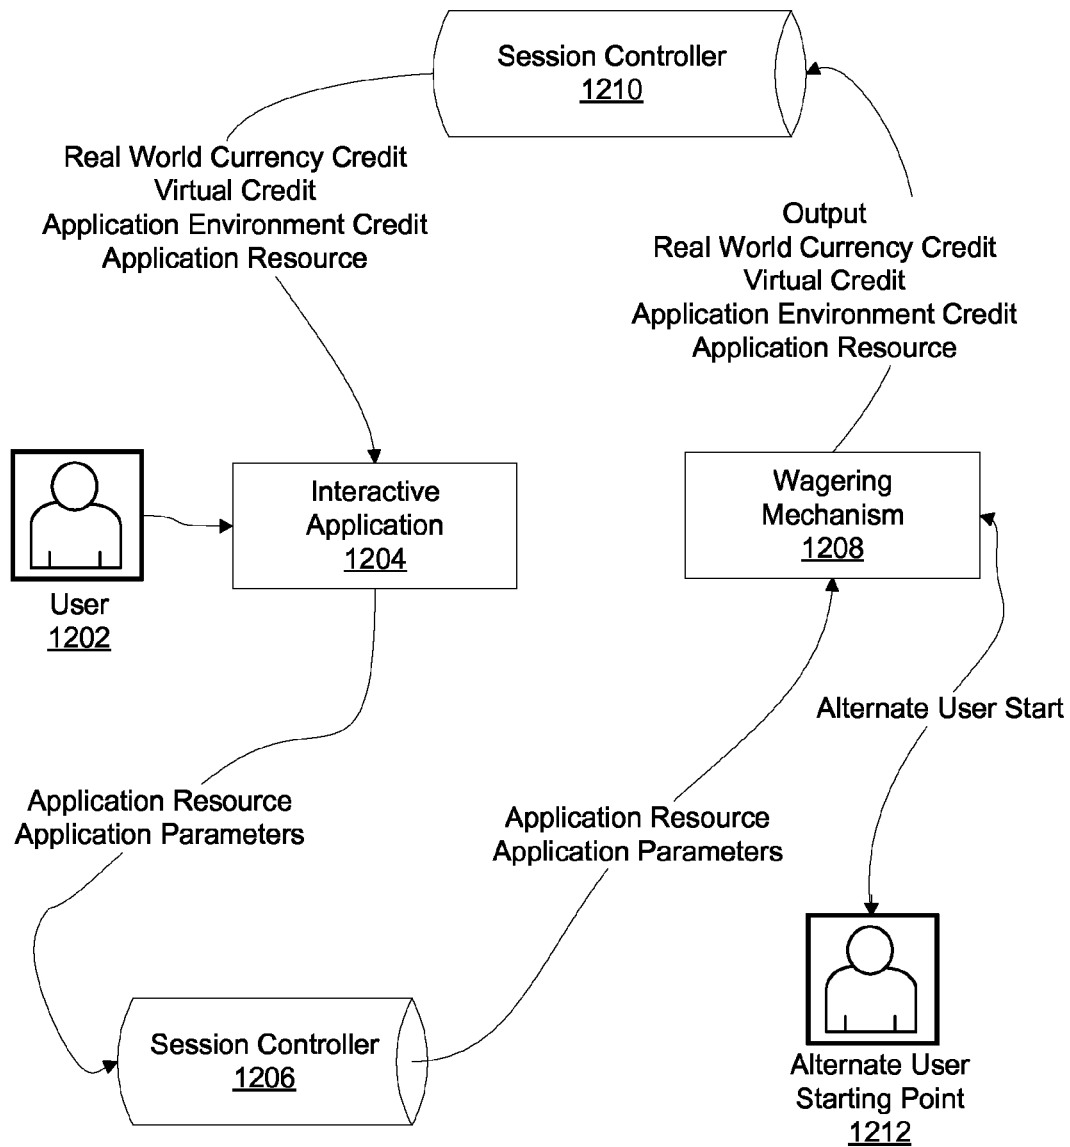 Session Controller
1210
Real World Currency Credit
Virtual Credit
Application Environment Credit
Application Resource
Output
Real World Currency Credit
Virtual Credit
Application Environment Credit
Application Resource
Interactive
Application
1204
Wagering
Mechanism
1208
User
1202
Alternate User Start
Application Resource
Application Parameters
Application Resource
Application Parameters
Session Controller
1206
Alternate User
Starting Point
1212